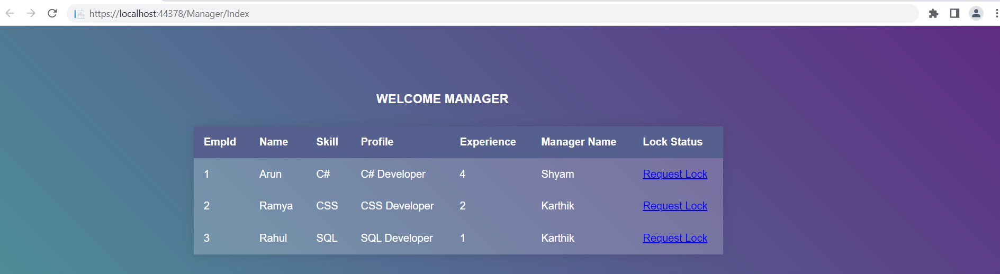 https://localhost:44378/Manager/Index
WELCOME MANAGER
EmpId Name Skill Profile Experience Manager Name Lock Status
1 Arun C# C# Developer 4 Shyam Request Lock
2 Ramya CSS CSS Developer 2 Karthik Request Lock
3 Rahul SQL SQL Developer 1 Karthik Request Lock